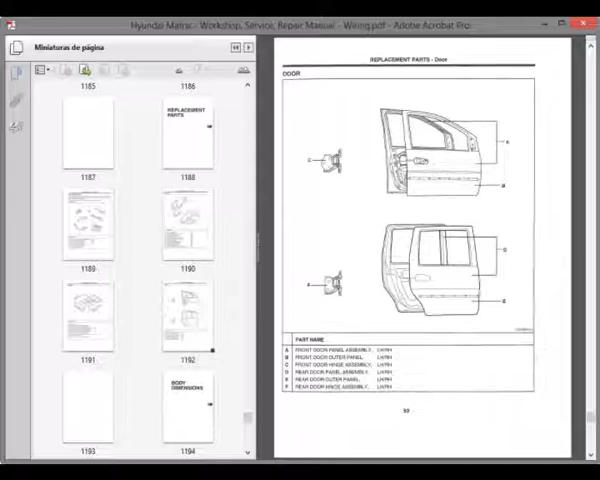 Hyundai Matrix - Workshop, Service, Repair Manual - Wiring.pdf - Adobe Acrobat Pro
Miniaturas de página
1185
1186
REPLACEMENT
PARTS
1187
1188
1189
1190
1191
1192
BODY
DIMENSIONS
1193
1194
REPLACEMENT PARTS - Door
DOOR
C
A
B
D
E
PART NAME
A FRONT DOOR PANEL ASSEMBLY, LH/RH
B FRONT DOOR OUTER PANEL, LH/RH
C FRONT DOOR HINGE ASSEMBLY, LH/RH
D REAR DOOR PANEL ASSEMBLY, LH/RH
E REAR DOOR OUTER PANEL, LH/RH
F REAR DOOR HINGE ASSEMBLY, LH/RH